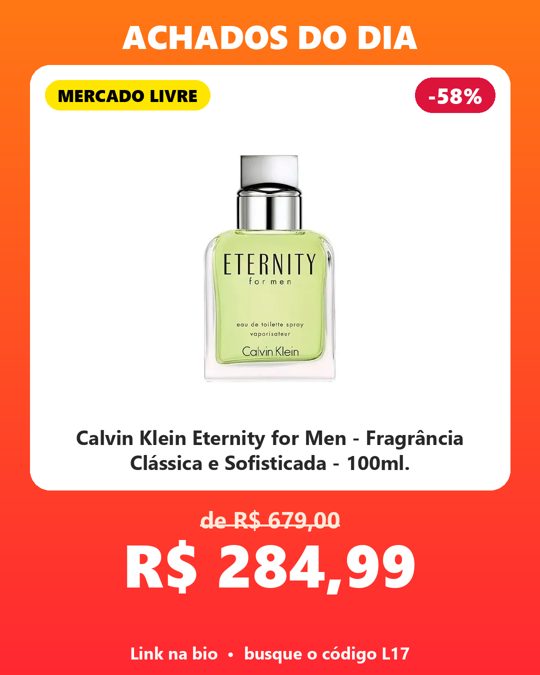 ACHADOS DO DIA
MERCADO LIVRE
-58%
ETERNITY
for men
eau de toilette spray
vaporisateur
Calvin Klein
Calvin Klein Eternity for Men - Fragrância
Clássica e Sofisticada - 100ml.
de R$ 679,00
R$ 284,99
Link na bio • busque o código L17